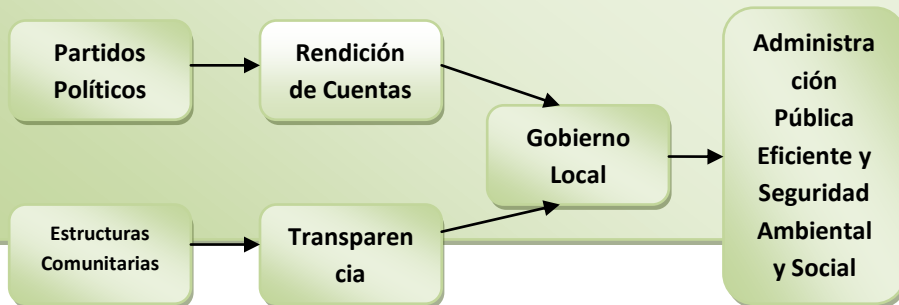 Partidos
Políticos
Rendición
de Cuentas
Gobierno
Local
Administra
ción
Pública
Eficiente y
Seguridad
Ambiental
y Social
Estructuras
Comunitarias
Transparen
cia